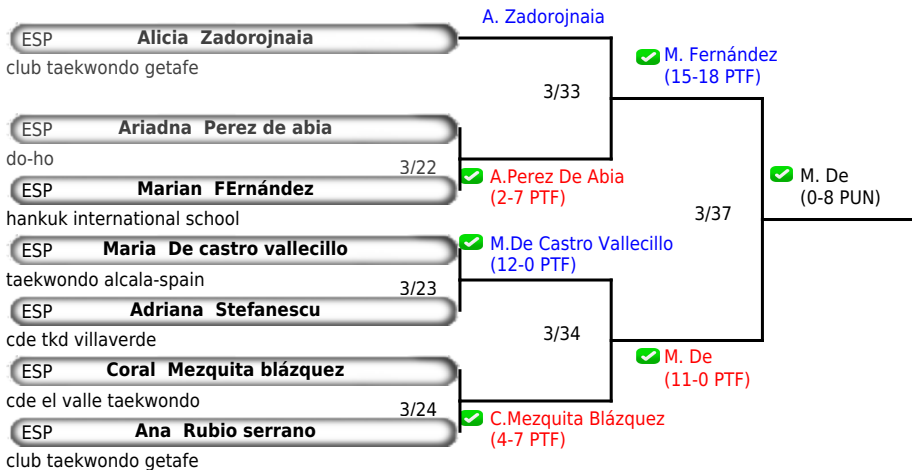 A. Zadorojnaia
ESP Alicia Zadorojnaia
club taekwondo getafe
M. Fernández
(15-18 PTF)
3/33
ESP Ariadna Perez de abia
do-ho
3/22
A.Perez De Abia
(2-7 PTF)
ESP Marian FErnández
hankuk international school
M. De
(0-8 PUN)
3/37
ESP Maria De castro vallecillo
taekwondo alcala-spain
M.De Castro Vallecillo
(12-0 PTF)
3/23
ESP Adriana Stefanescu
cde tkd villaverde
3/34
M. De
(11-0 PTF)
ESP Coral Mezquita blázquez
cde el valle taekwondo
3/24
C.Mezquita Blázquez
(4-7 PTF)
ESP Ana Rubio serrano
club taekwondo getafe